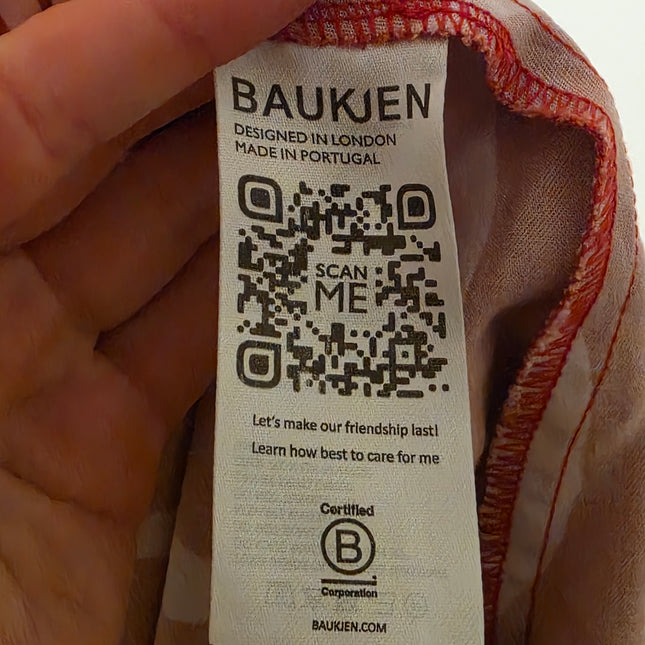 BAUKJEN
DESIGNED IN LONDON
MADE IN PORTUGAL
SCAN
ME
Let's make our friendship last!
Learn how best to care for me
Certified
B
Corporation
BAUKJEN.COM